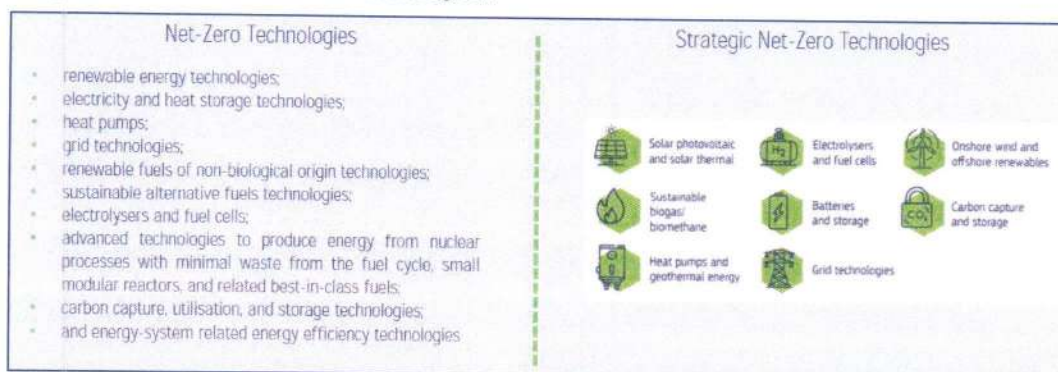 Net-Zero Technologies
• renewable energy technologies;
• electricity and heat storage technologies;
• heat pumps;
• grid technologies;
• renewable fuels of non-biological origin technologies;
• sustainable alternative fuels technologies;
• electrolysers and fuel cells;
• advanced technologies to produce energy from nuclear
processes with minimal waste from the fuel cycle, small
modular reactors, and related best-in-class fuels;
• carbon capture, utilisation, and storage technologies;
• and energy-system related energy efficiency technologies
Strategic Net-Zero Technologies
Solar photovoltaic
and solar thermal
H2
Electrolysers
and fuel cells
Onshore wind and
offshore renewables
Sustainable
biogas/
biomethane
Batteries
and storage
CO2
Carbon capture
and storage
Heat pumps and
geothermal energy
Grid technologies